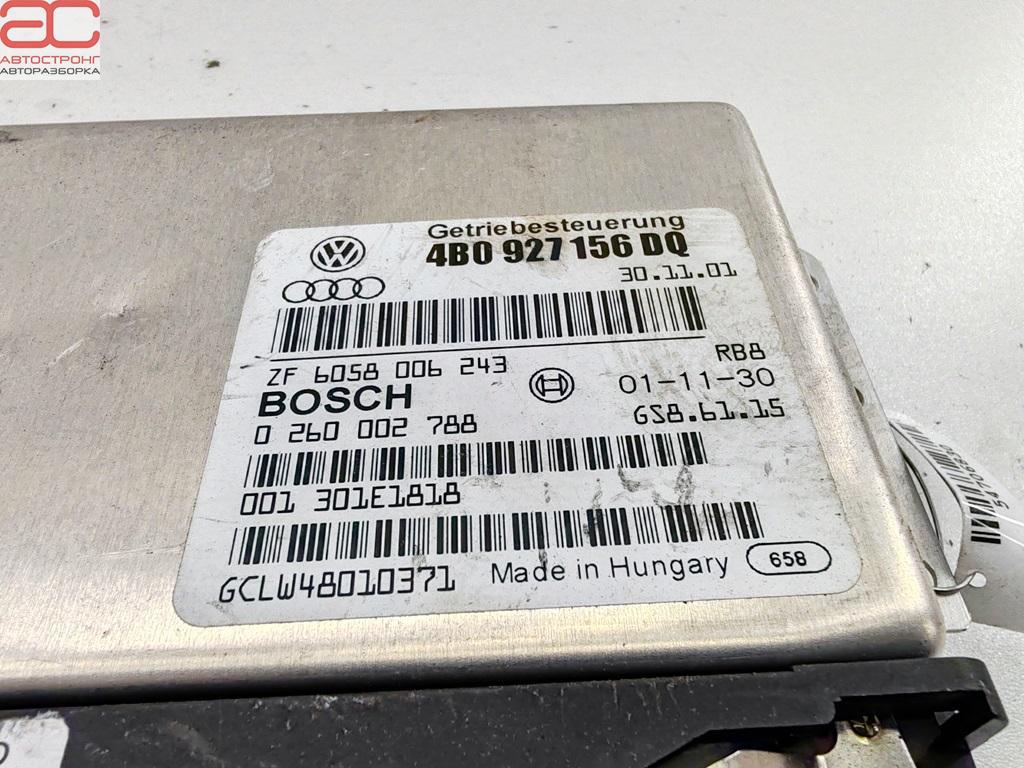 АС
АВТОСТРОНГ
АВТОРАЗБОРКА
Getriebesteuerung
4B0 927 156 DQ
30.11.01
ZF 6058 006 243
RB8
BOSCH
01-11-30
0 260 002 788
GS8.61.15
001 301E1818
GCLW48010371
Made in Hungary
658